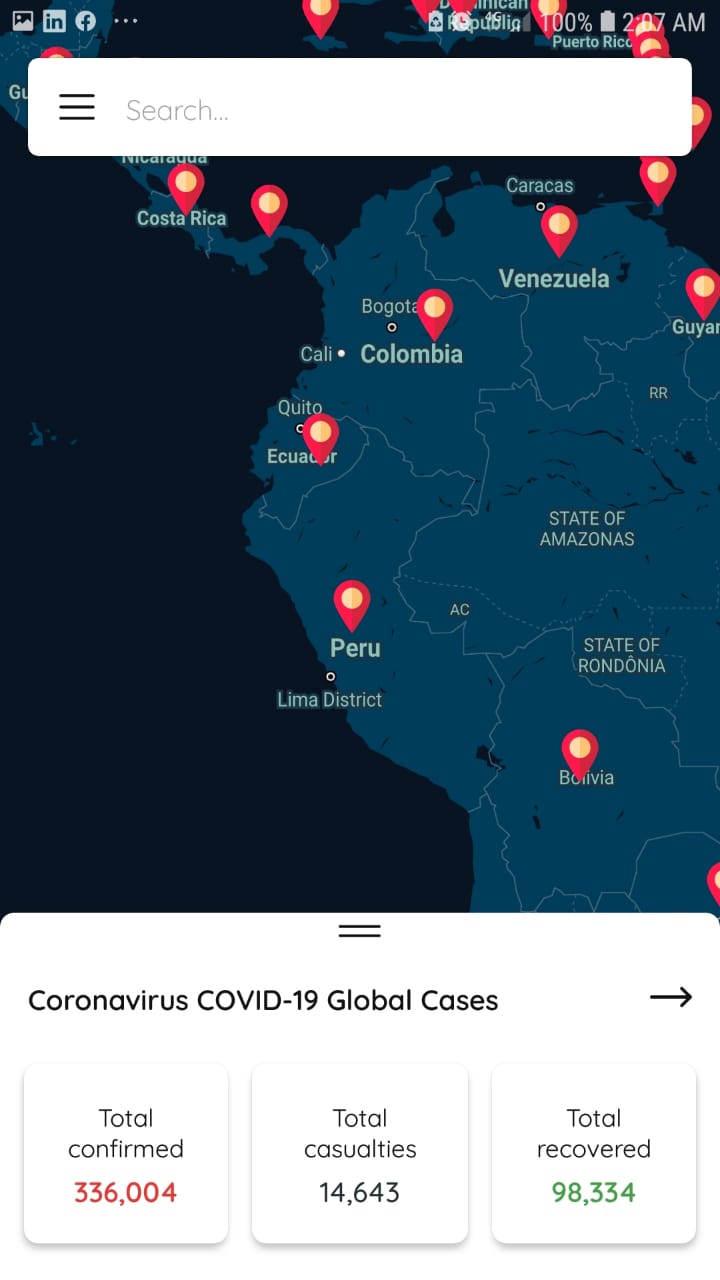 100% 2:07 AM
Republic
Puerto Rico
Search...
Nicaragua
Caracas
Costa Rica
Venezuela
Bogota
Cali
Colombia
RR
Quito
Ecuador
STATE OF
AMAZONAS
AC
Peru
STATE OF
RONDÔNIA
Lima District
Bolivia
Coronavirus COVID-19 Global Cases
Total
confirmed
336,004
Total
casualties
14,643
Total
recovered
98,334